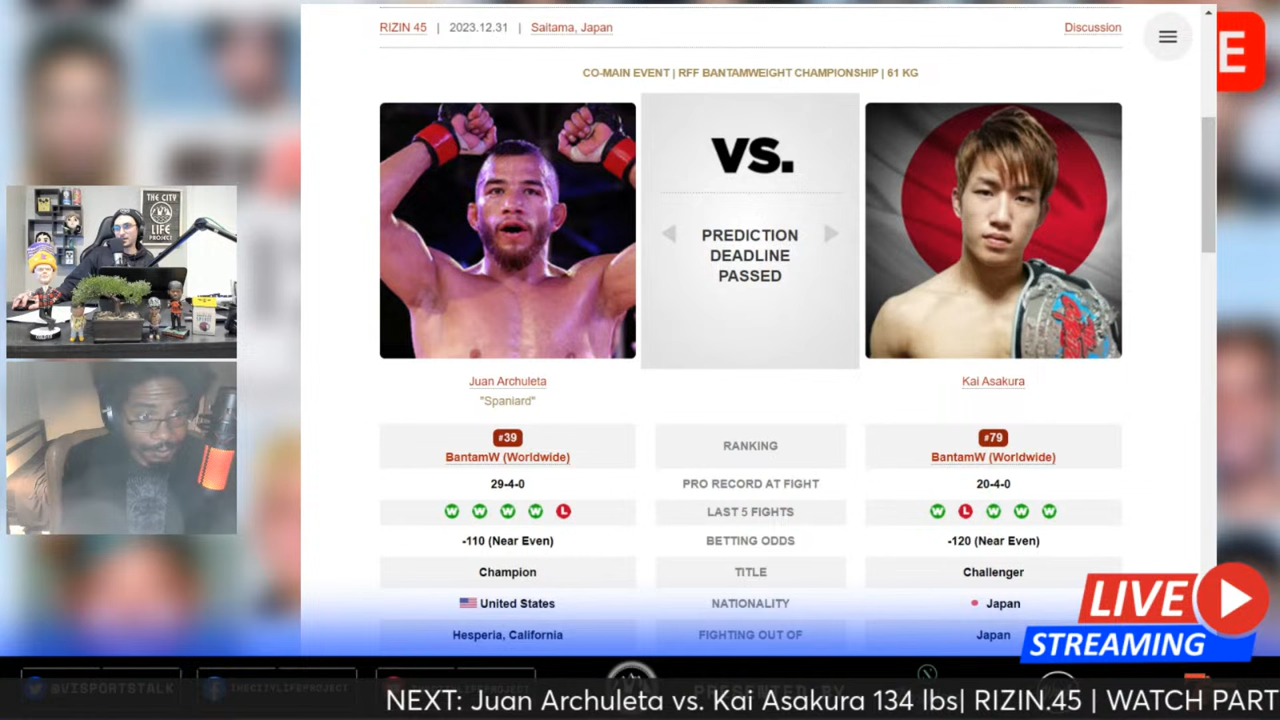 RIZIN 45 | 2023.12.31 | Saitama, Japan
Discussion
E
CO-MAIN EVENT | RFF BANTAMWEIGHT CHAMPIONSHIP | 61 KG
VS.
PREDICTION
DEADLINE
PASSED
THE CITY
LIFE
PROJECT
Juan Archuleta
"Spaniard"
Kai Asakura
#39
BantamW (Worldwide)
RANKING
#79
BantamW (Worldwide)
29-4-0
PRO RECORD AT FIGHT
20-4-0
W W W W L
LAST 5 FIGHTS
W L W W W
-110 (Near Even)
BETTING ODDS
-120 (Near Even)
Champion
TITLE
Challenger
United States
NATIONALITY
Japan
Hesperia, California
FIGHTING OUT OF
Japan
LIVE
STREAMING
@VISPORTSTALK
THECITYLIFEPROJECT
PRESENTED BY
NEXT: Juan Archuleta vs. Kai Asakura 134 lbs| RIZIN.45 | WATCH PART